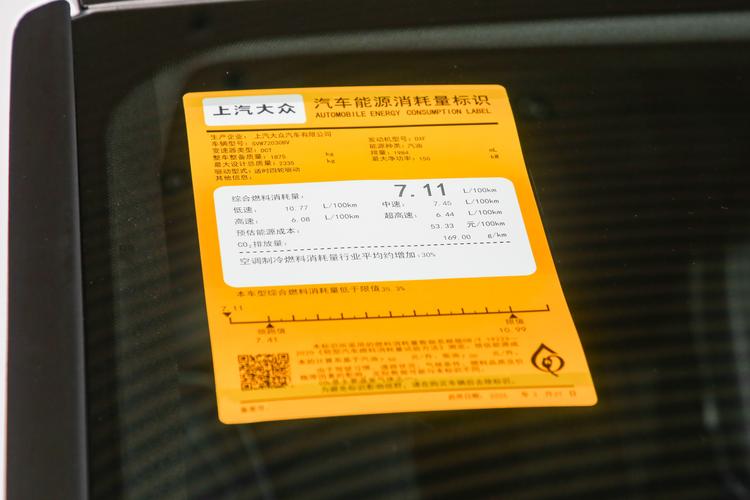 上汽大众 汽车能源消耗量标识
AUTOMOBILE ENERGY CONSUMPTION LABEL
生产企业: 上汽大众汽车有限公司
车辆型号: SVW72030BV 发动机型号: DXF
变速器类型: DCT 能源种类: 汽油
整车整备质量: 1875 kg 排量: 1984 mL
最大设计总质量: 2335 kg 最大净功率: 150 kW
驱动型式: 适时四轮驱动
其他信息:
综合燃料消耗量: 7.11 L/100km
低速: 10.77 L/100km 中速: 7.45 L/100km
高速: 6.08 L/100km 超高速: 6.44 L/100km
预估能源成本: 53.33 元/100km
CO₂排放量: 169.00 g/km
空调制冷燃料消耗量行业平均约增加:30%
本车型综合燃料消耗量低于限值35.3%
7.11
领跑值 限值
7.41 10.99
备案号: